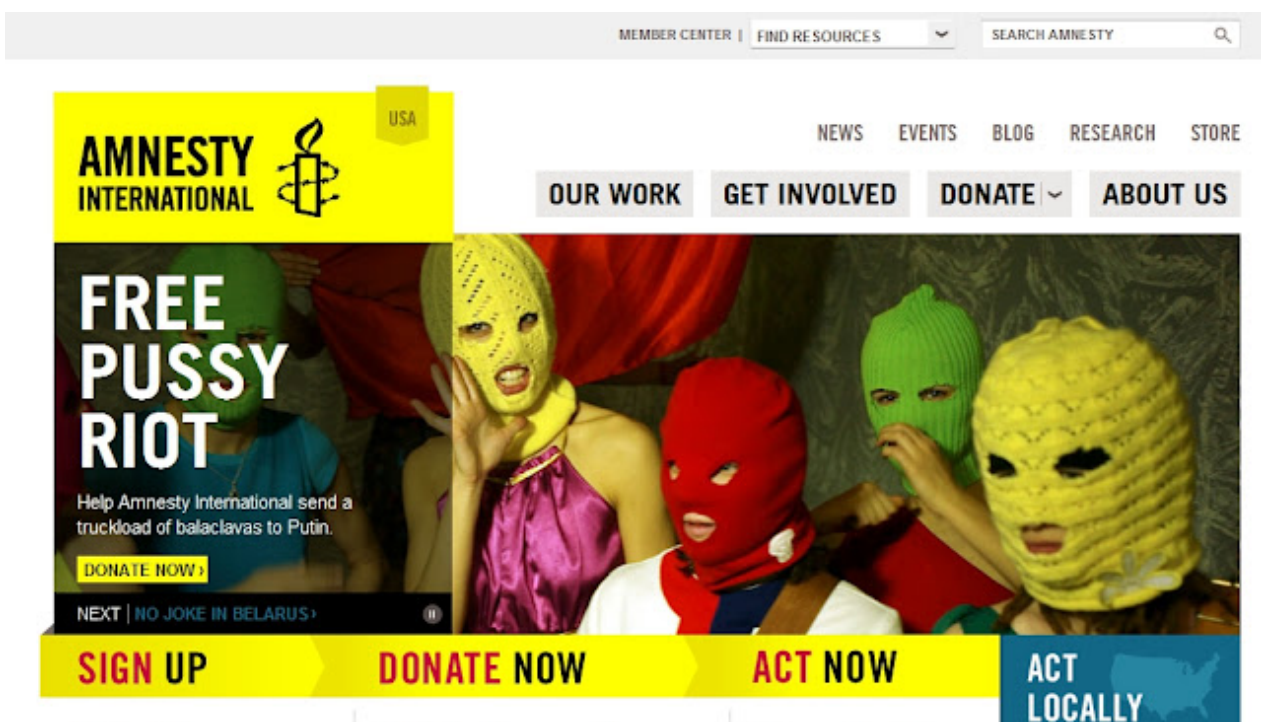 MEMBER CENTER | FIND RESOURCES SEARCH AMNESTY
USA
AMNESTY
INTERNATIONAL
NEWS EVENTS BLOG RESEARCH STORE
OUR WORK GET INVOLVED DONATE ABOUT US
FREE
PUSSY
RIOT
Help Amnesty International send a
truckload of balaclavas to Putin.
DONATE NOW ›
NEXT | NO JOKE IN BELARUS ›
SIGN UP DONATE NOW ACT NOW
ACT
LOCALLY